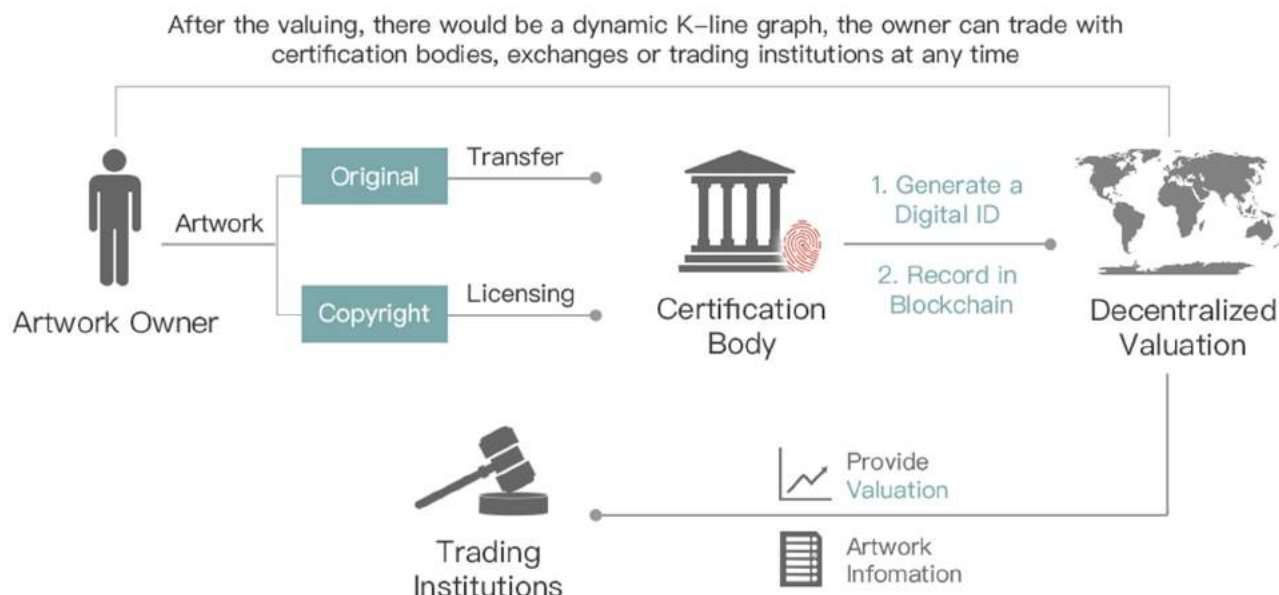 After the valuing, there would be a dynamic K-line graph, the owner can trade with
certification bodies, exchanges or trading institutions at any time
Original
Transfer
Artwork
Copyright
Licensing
Artwork Owner
Certification
Body
1. Generate a
Digital ID
2. Record in
Blockchain
Decentralized
Valuation
Provide
Valuation
Artwork
Infomation
Trading
Institutions